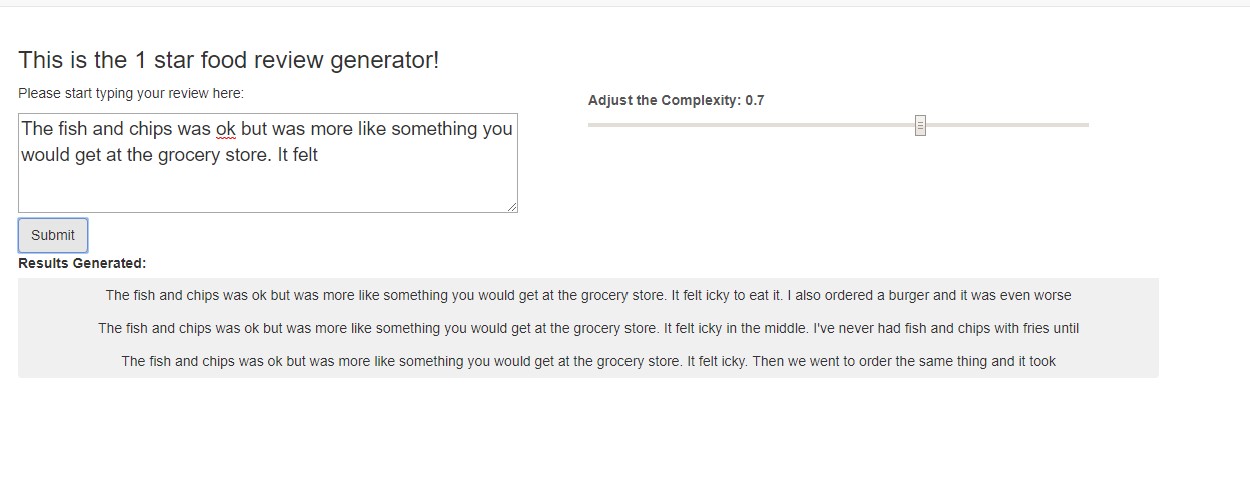 This is the 1 star food review generator!
Please start typing your review here:
Adjust the Complexity: 0.7
The fish and chips was ok but was more like something you
would get at the grocery store. It felt
Submit
Results Generated:
The fish and chips was ok but was more like something you would get at the grocery store. It felt icky to eat it. I also ordered a burger and it was even worse
The fish and chips was ok but was more like something you would get at the grocery store. It felt icky in the middle. I've never had fish and chips with fries until
The fish and chips was ok but was more like something you would get at the grocery store. It felt icky. Then we went to order the same thing and it took